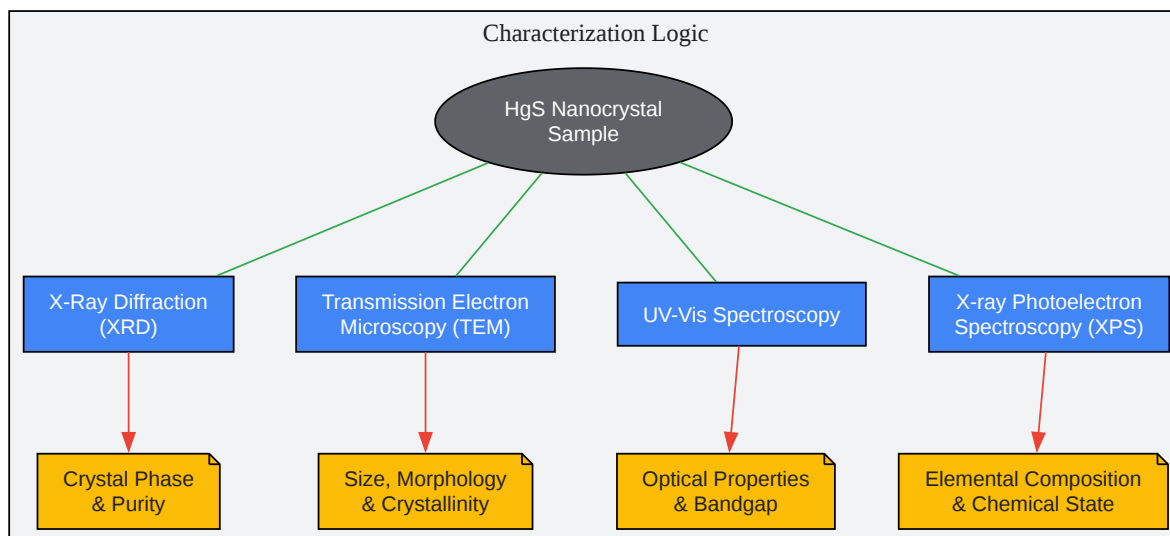 Characterization Logic
HgS Nanocrystal
Sample
X-Ray Diffraction
(XRD)
Transmission Electron
Microscopy (TEM)
UV-Vis Spectroscopy
X-ray Photoelectron
Spectroscopy (XPS)
Crystal Phase
& Purity
Size, Morphology
& Crystallinity
Optical Properties
& Bandgap
Elemental Composition
& Chemical State